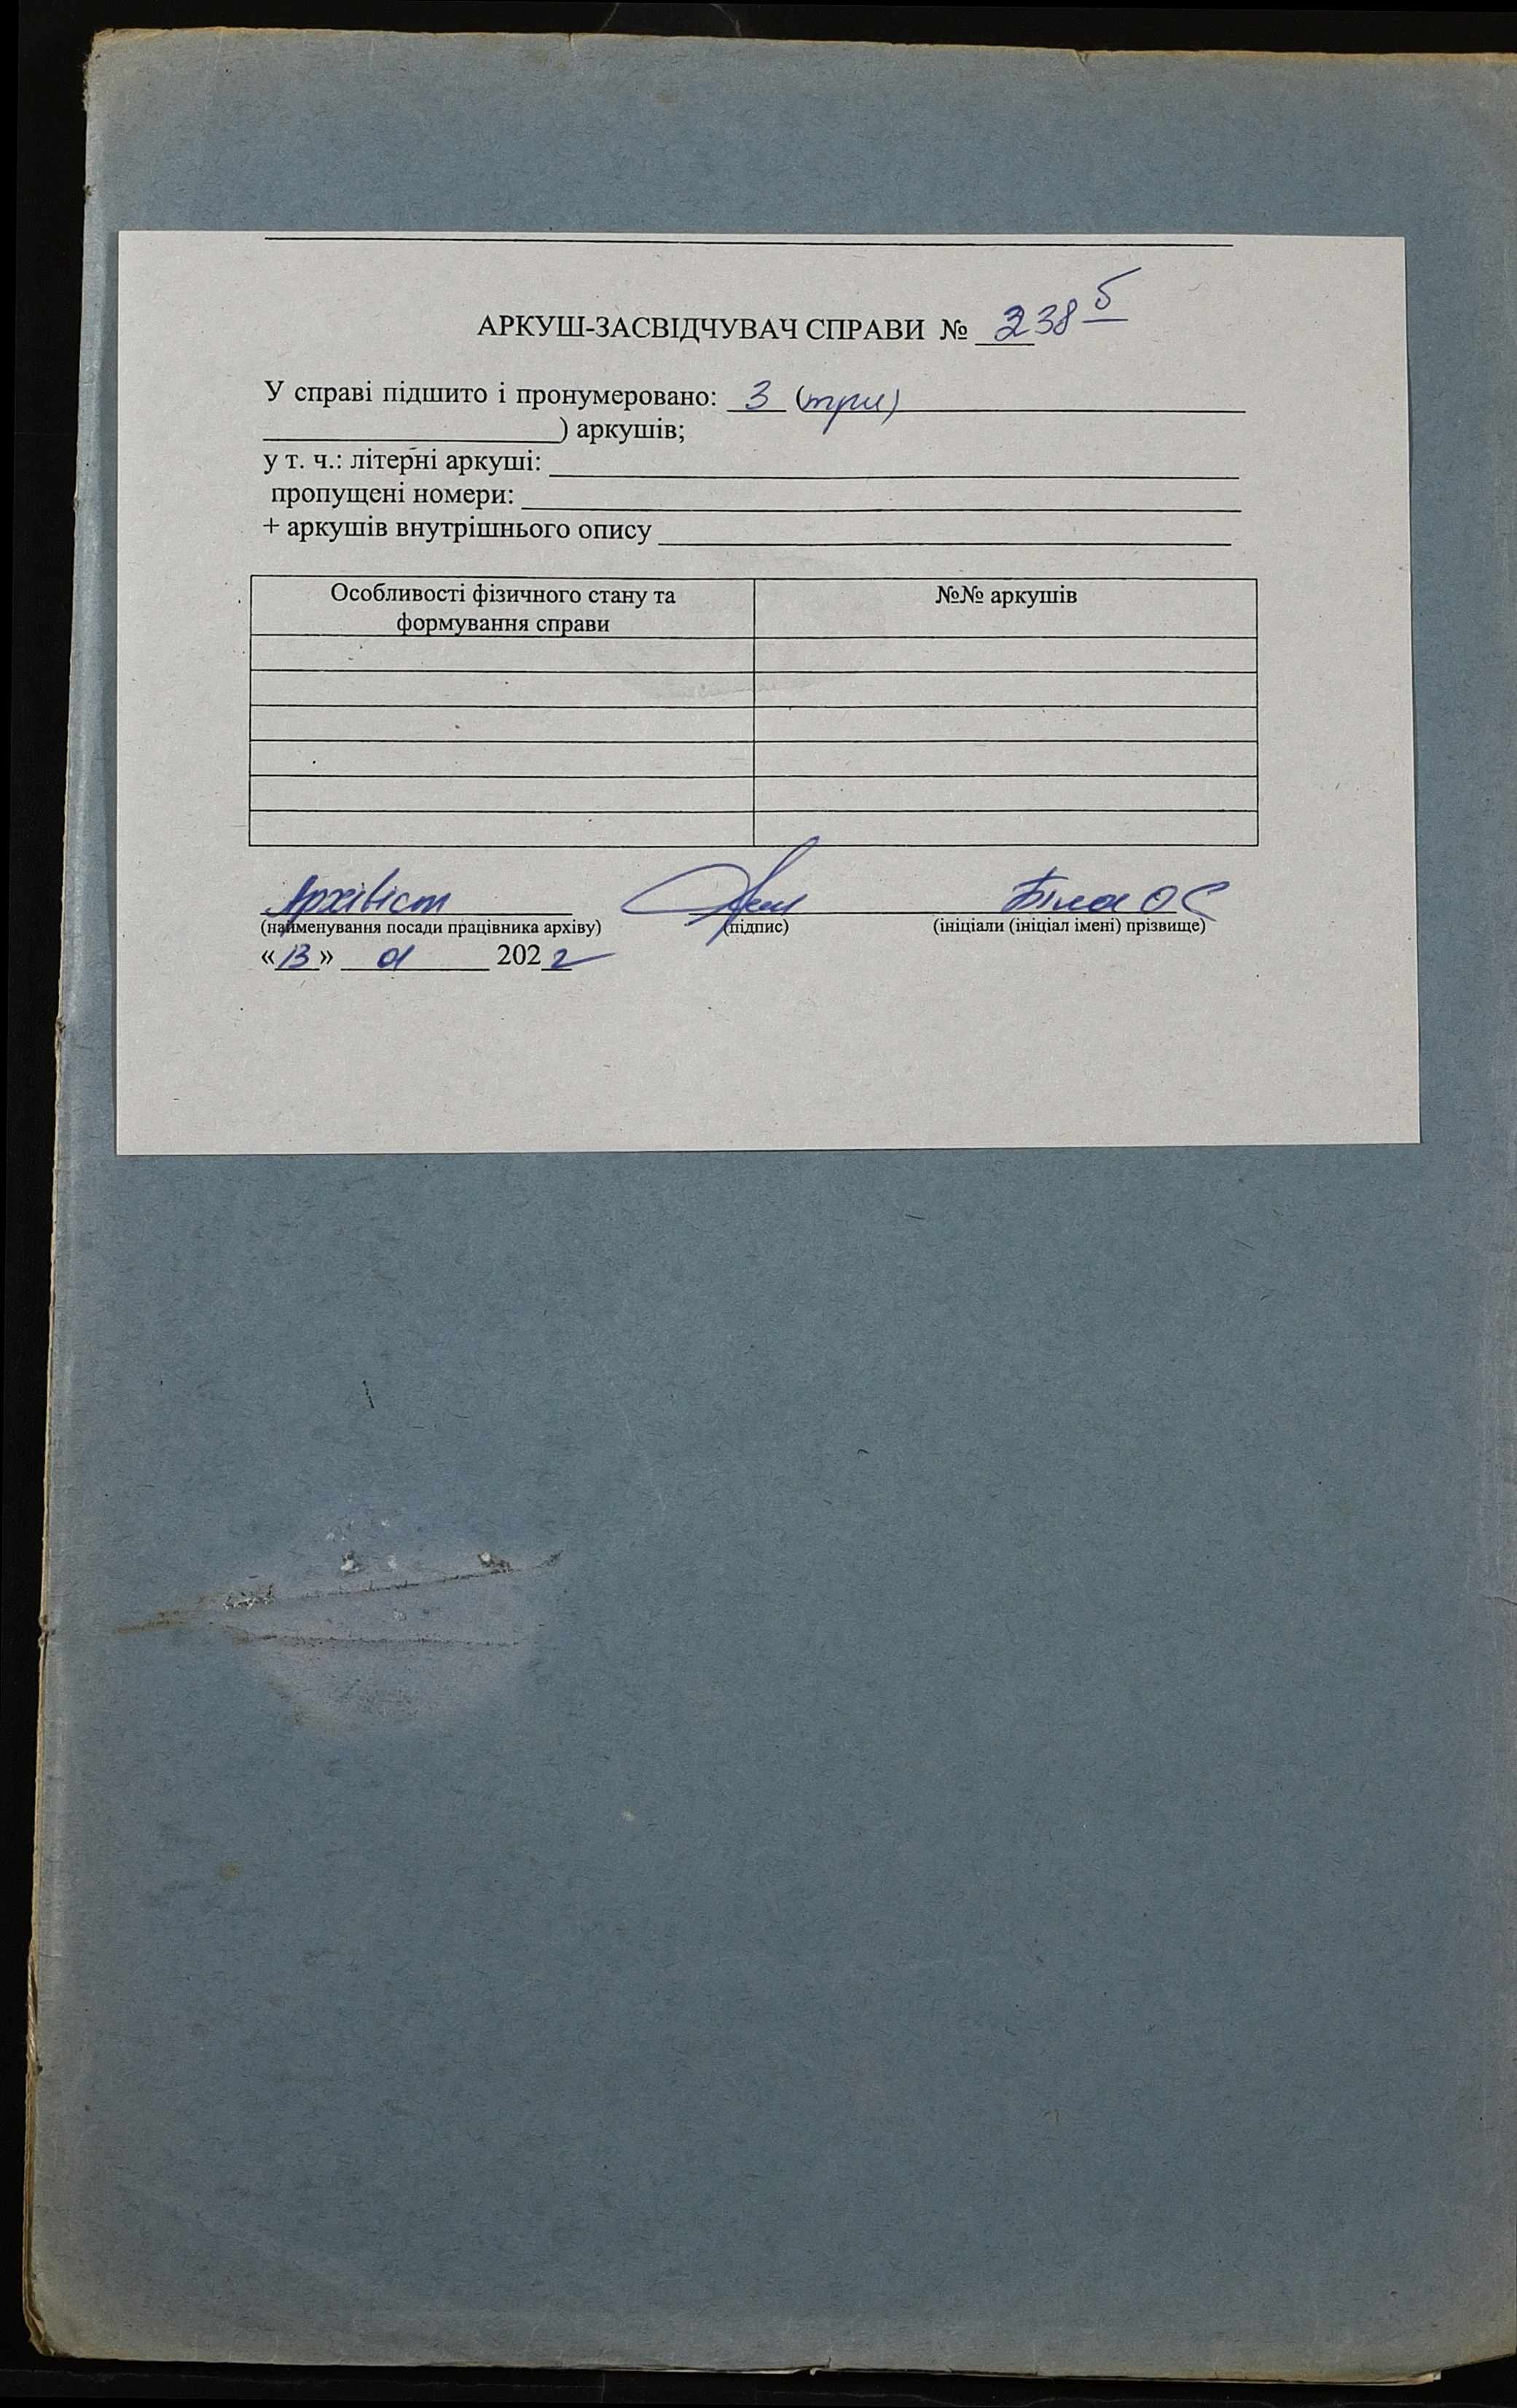 АРКУШ-ЗАСВІДЧУВАЧ СПРАВИ № 238 б
У справі підшито і пронумеровано: 3 (три)
) аркушів;
у т. ч.: літерні аркуші:
пропущені номери:
+ аркушів внутрішнього опису
Особливості фізичного стану та формування справи №№ аркушів
Архівіст Біла О С
(найменування посади працівника архіву) (підпис) (ініціали (ініціал імені) прізвище)
«13» 01 2022